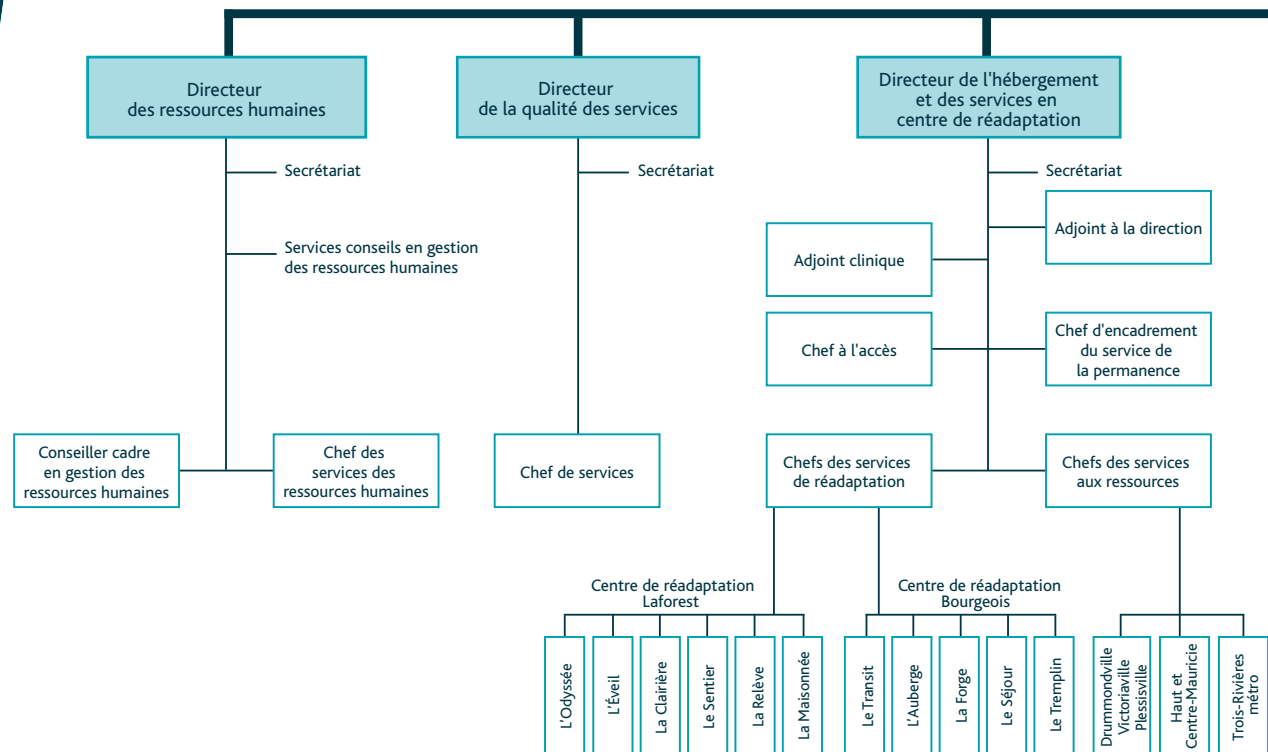 Directeur
des ressources humaines
Secrétariat
Services conseils en gestion
des ressources humaines
Conseiller cadre
en gestion des
ressources humaines
Chef des
services des
ressources humaines
Directeur
de la qualité des services
Secrétariat
Chef de services
Directeur de l'hébergement
et des services en
centre de réadaptation
Secrétariat
Adjoint à la direction
Adjoint clinique
Chef à l'accès
Chef d'encadrement
du service de
la permanence
Chefs des services
de réadaptation
Chefs des services
aux ressources
Centre de réadaptation
Laforest
L'Odyssée
L'Éveil
La Clairière
Le Sentier
La Relève
La Maisonnée
Centre de réadaptation
Bourgeois
Le Transit
L'Auberge
La Forge
Le Séjour
Le Tremplin
Drummondville
Victoriaville
Plessisville
Haut et
Centre-Mauricie
Trois-Rivières
métro